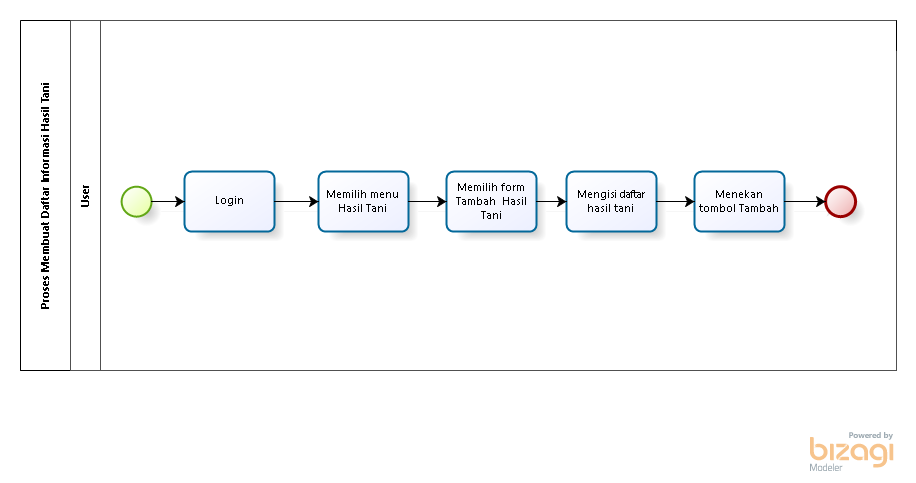 Proses Membuat Daftar Informasi Hasil Tani
User
Login
Memilih menu
Hasil Tani
Memilih form
Tambah Hasil
Tani
Mengisi daftar
hasil tani
Menekan
tombol Tambah
Powered by
bizagi
Modeler